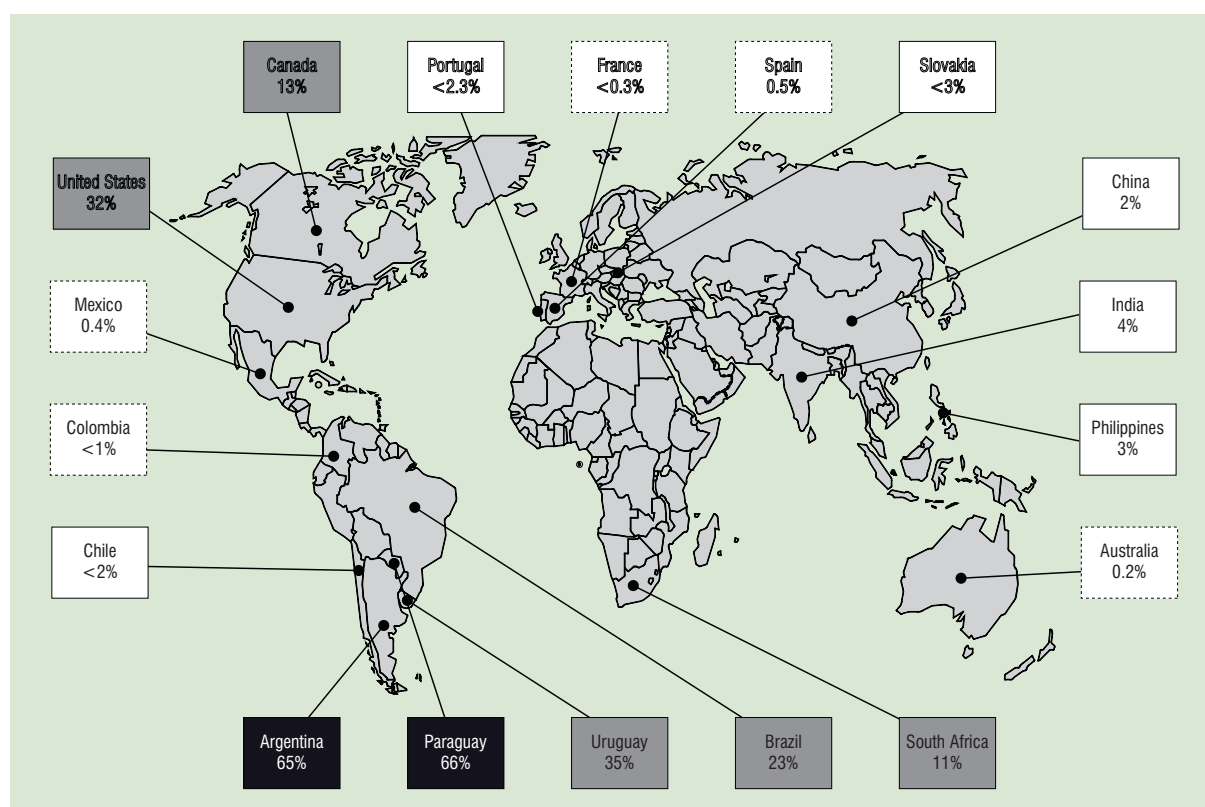 Canada
13%
Portugal
<2.3%
France
<0.3%
Spain
0.5%
Slovakia
<3%
United States
32%
China
2%
Mexico
0.4%
India
4%
Colombia
<1%
Philippines
3%
Chile
<2%
Australia
0.2%
Argentina
65%
Paraguay
66%
Uruguay
35%
Brazil
23%
South Africa
11%